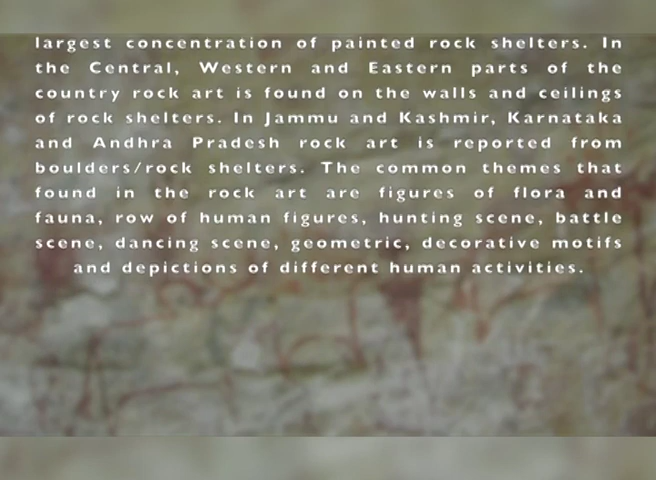 largest concentration of painted rock shelters. In
the Central, Western and Eastern parts of the
country rock art is found on the walls and ceilings
of rock shelters. In Jammu and Kashmir, Karnataka
and Andhra Pradesh rock art is reported from
boulders/rock shelters. The common themes that
found in the rock art are figures of flora and
fauna, row of human figures, hunting scene, battle
scene, dancing scene, geometric, decorative motifs
and depictions of different human activities.